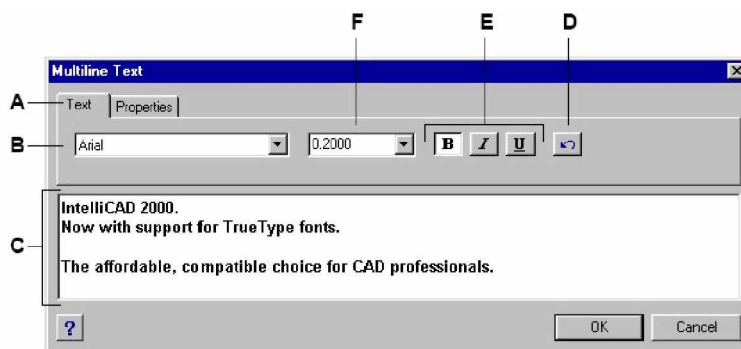 F E D
Multiline Text
A Text Properties
B Arial 0.2000 B I U
C
IntelliCAD 2000.
Now with support for TrueType fonts.
The affordable, compatible choice for CAD professionals.
? OK Cancel